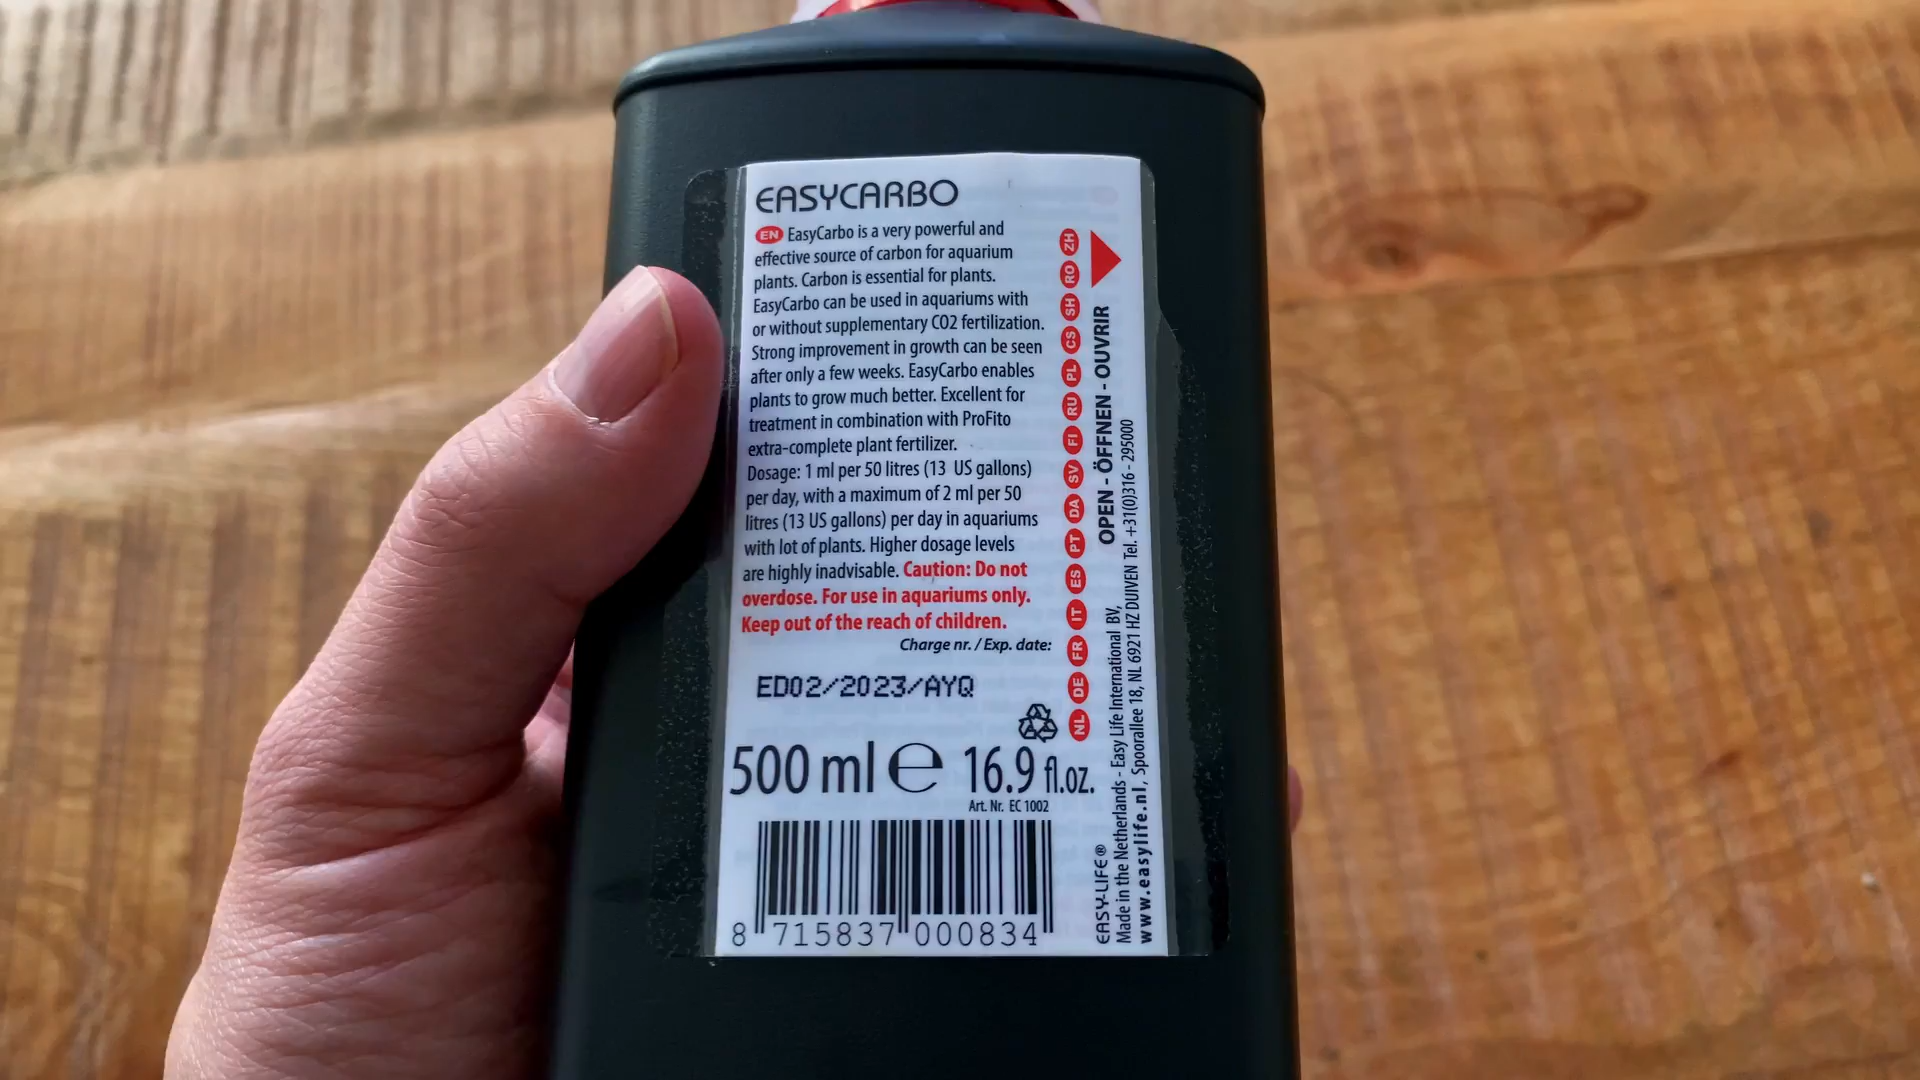 EASYCARBO
EN EasyCarbo is a very powerful and
effective source of carbon for aquarium
plants. Carbon is essential for plants.
EasyCarbo can be used in aquariums with
or without supplementary CO2 fertilization.
Strong improvement in growth can be seen
after only a few weeks. EasyCarbo enables
plants to grow much better. Excellent for
treatment in combination with ProFito
extra-complete plant fertilizer.
Dosage: 1 ml per 50 litres (13 US gallons)
per day, with a maximum of 2 ml per 50
litres (13 US gallons) per day in aquariums
with lot of plants. Higher dosage levels
are highly inadvisable. Caution: Do not
overdose. For use in aquariums only.
Keep out of the reach of children.
Charge nr. / Exp. date:
ED02/2023/AYQ
500 ml e 16.9 fl.oz.
Art. Nr. EC 1002
8 715837 000834
NL DE FR IT ES PT DA SV FI RU PL CS SH RO ZH
OPEN - ÖFFNEN - OUVRIR
EASY-LIFE®
Made in the Netherlands - Easy Life International BV,
www.easylife.nl, Spoorallee 18, NL 6921 HZ DUIVEN Tel. +31(0)316 - 295000